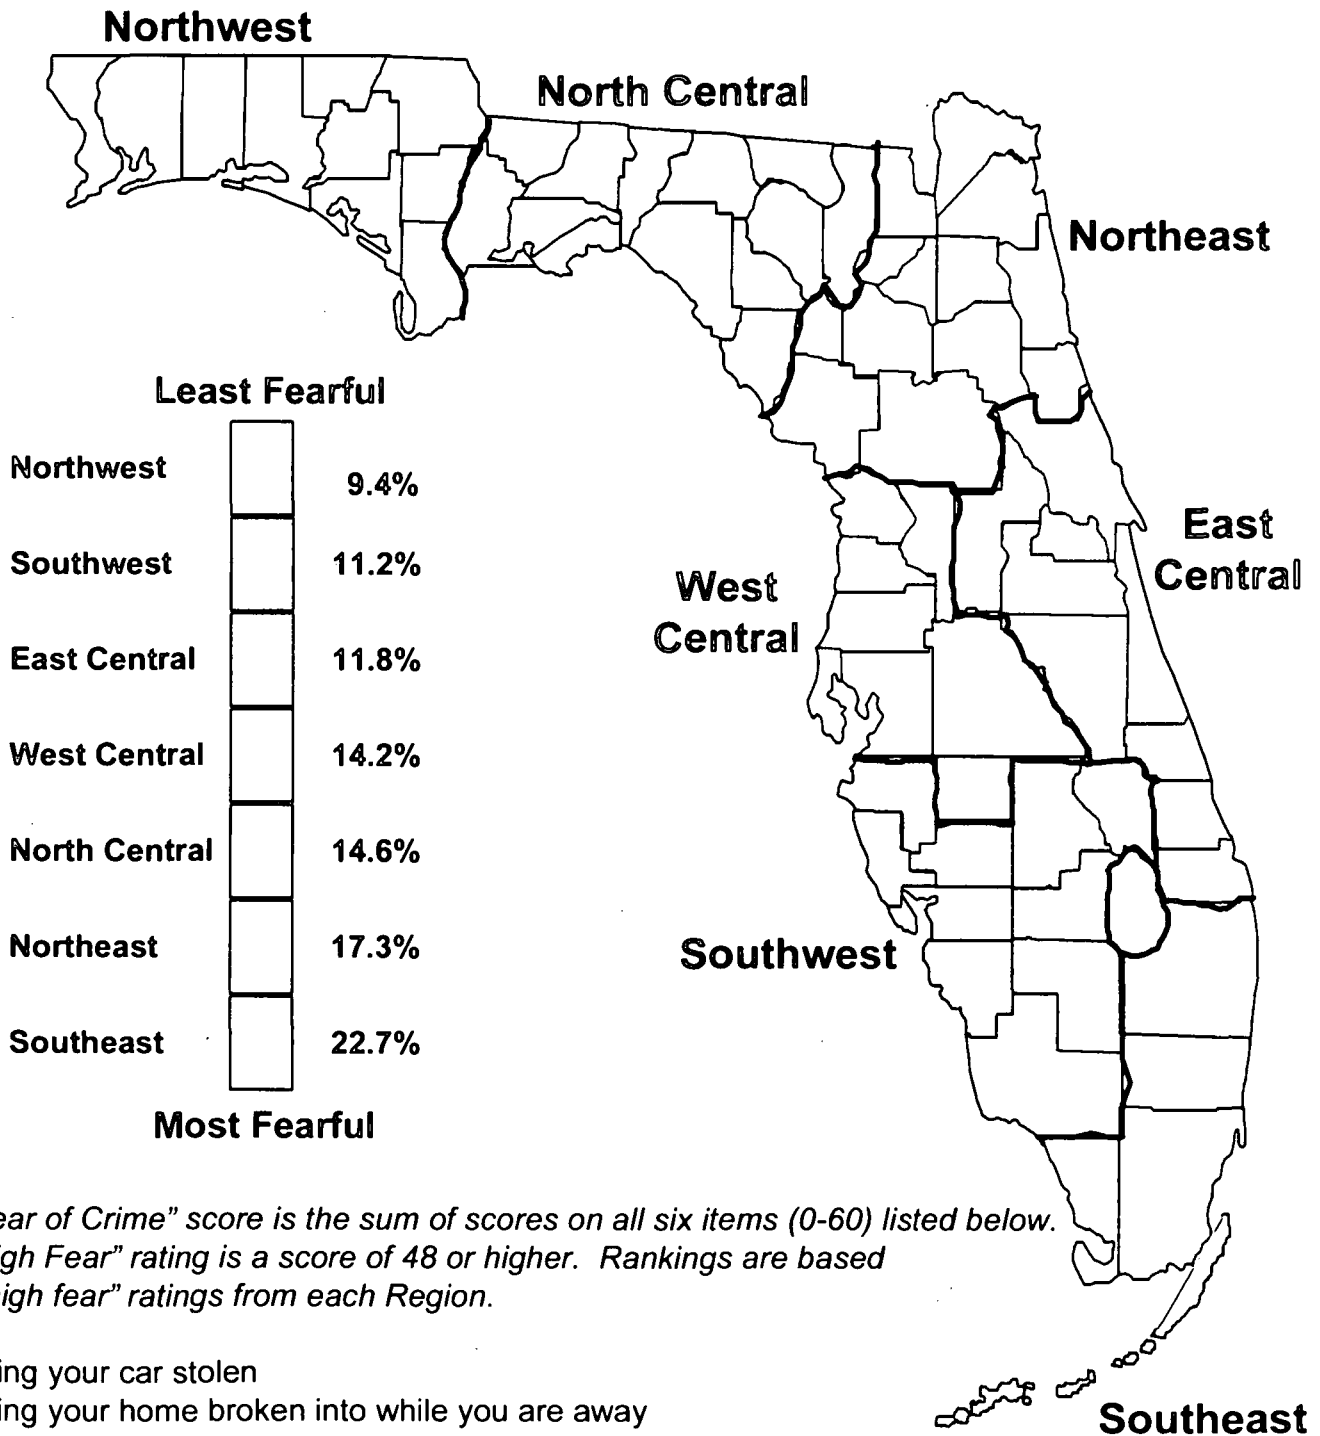 Northwest
North Central
Northeast
Least Fearful
Northwest 9.4%
Southwest 11.2%
East Central 11.8%
West Central 14.2%
North Central 14.6%
Northeast 17.3%
Southeast 22.7%
Most Fearful
East
Central
West
Central
Southwest
ear of Crime” score is the sum of scores on all six items (0-60) listed below.
igh Fear” rating is a score of 48 or higher. Rankings are based
igh fear” ratings from each Region.
ing your car stolen
ing your home broken into while you are away
Southeast